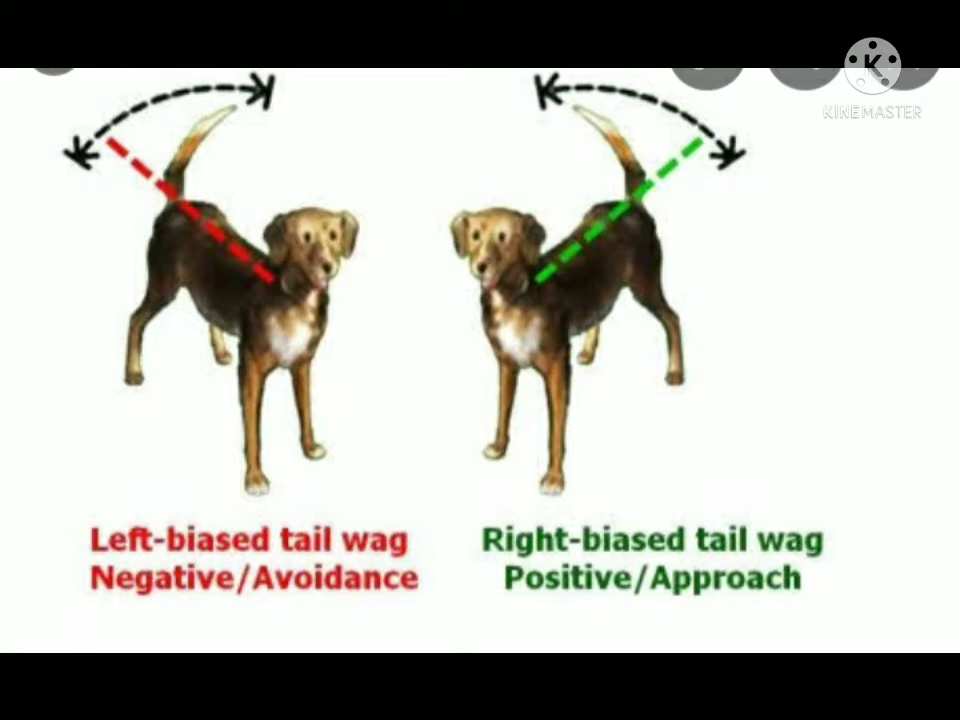 K
KINEMASTER
Left-biased tail wag
Negative/Avoidance
Right-biased tail wag
Positive/Approach